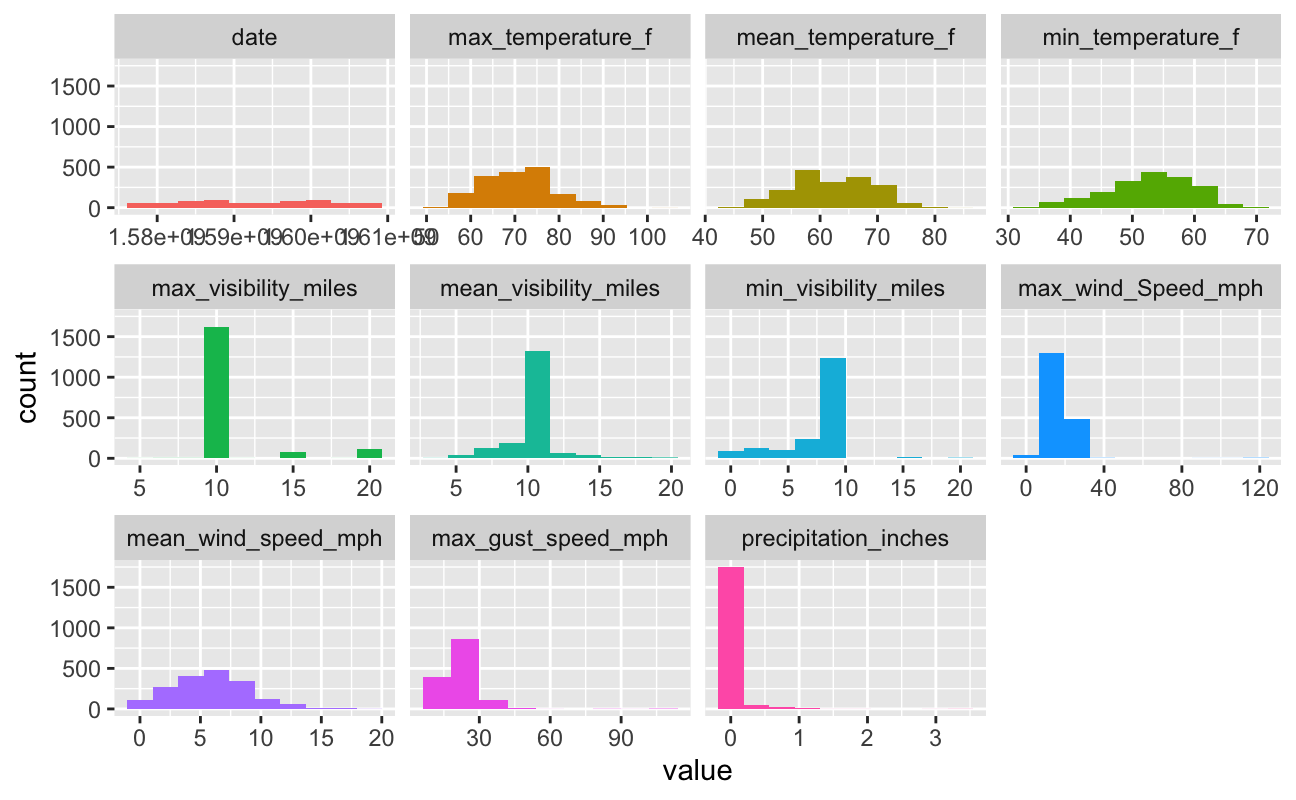 date max_temperature_f mean_temperature_f min_temperature_f
1500
1000
500
0
1.58e+09 1.59e+09 1.60e+09 1.61e+09 50 60 70 80 90 100 40 50 60 70 80 30 40 50 60 70
max_visibility_miles mean_visibility_miles min_visibility_miles max_wind_Speed_mph
1500
1000
500
0
5 10 15 20 5 10 15 20 0 5 10 15 20 0 40 80 120
count
mean_wind_speed_mph max_gust_speed_mph precipitation_inches
1500
1000
500
0
0 5 10 15 20 30 60 90 0 1 2 3
value